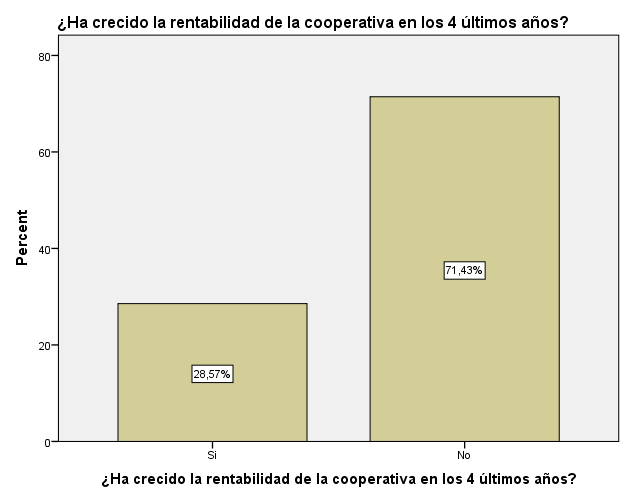 ¿Ha crecido la rentabilidad de la cooperativa en los 4 últimos años?
80
60
40
20
0
Percent
71,43%
28,57%
Si
No
¿Ha crecido la rentabilidad de la cooperativa en los 4 últimos años?